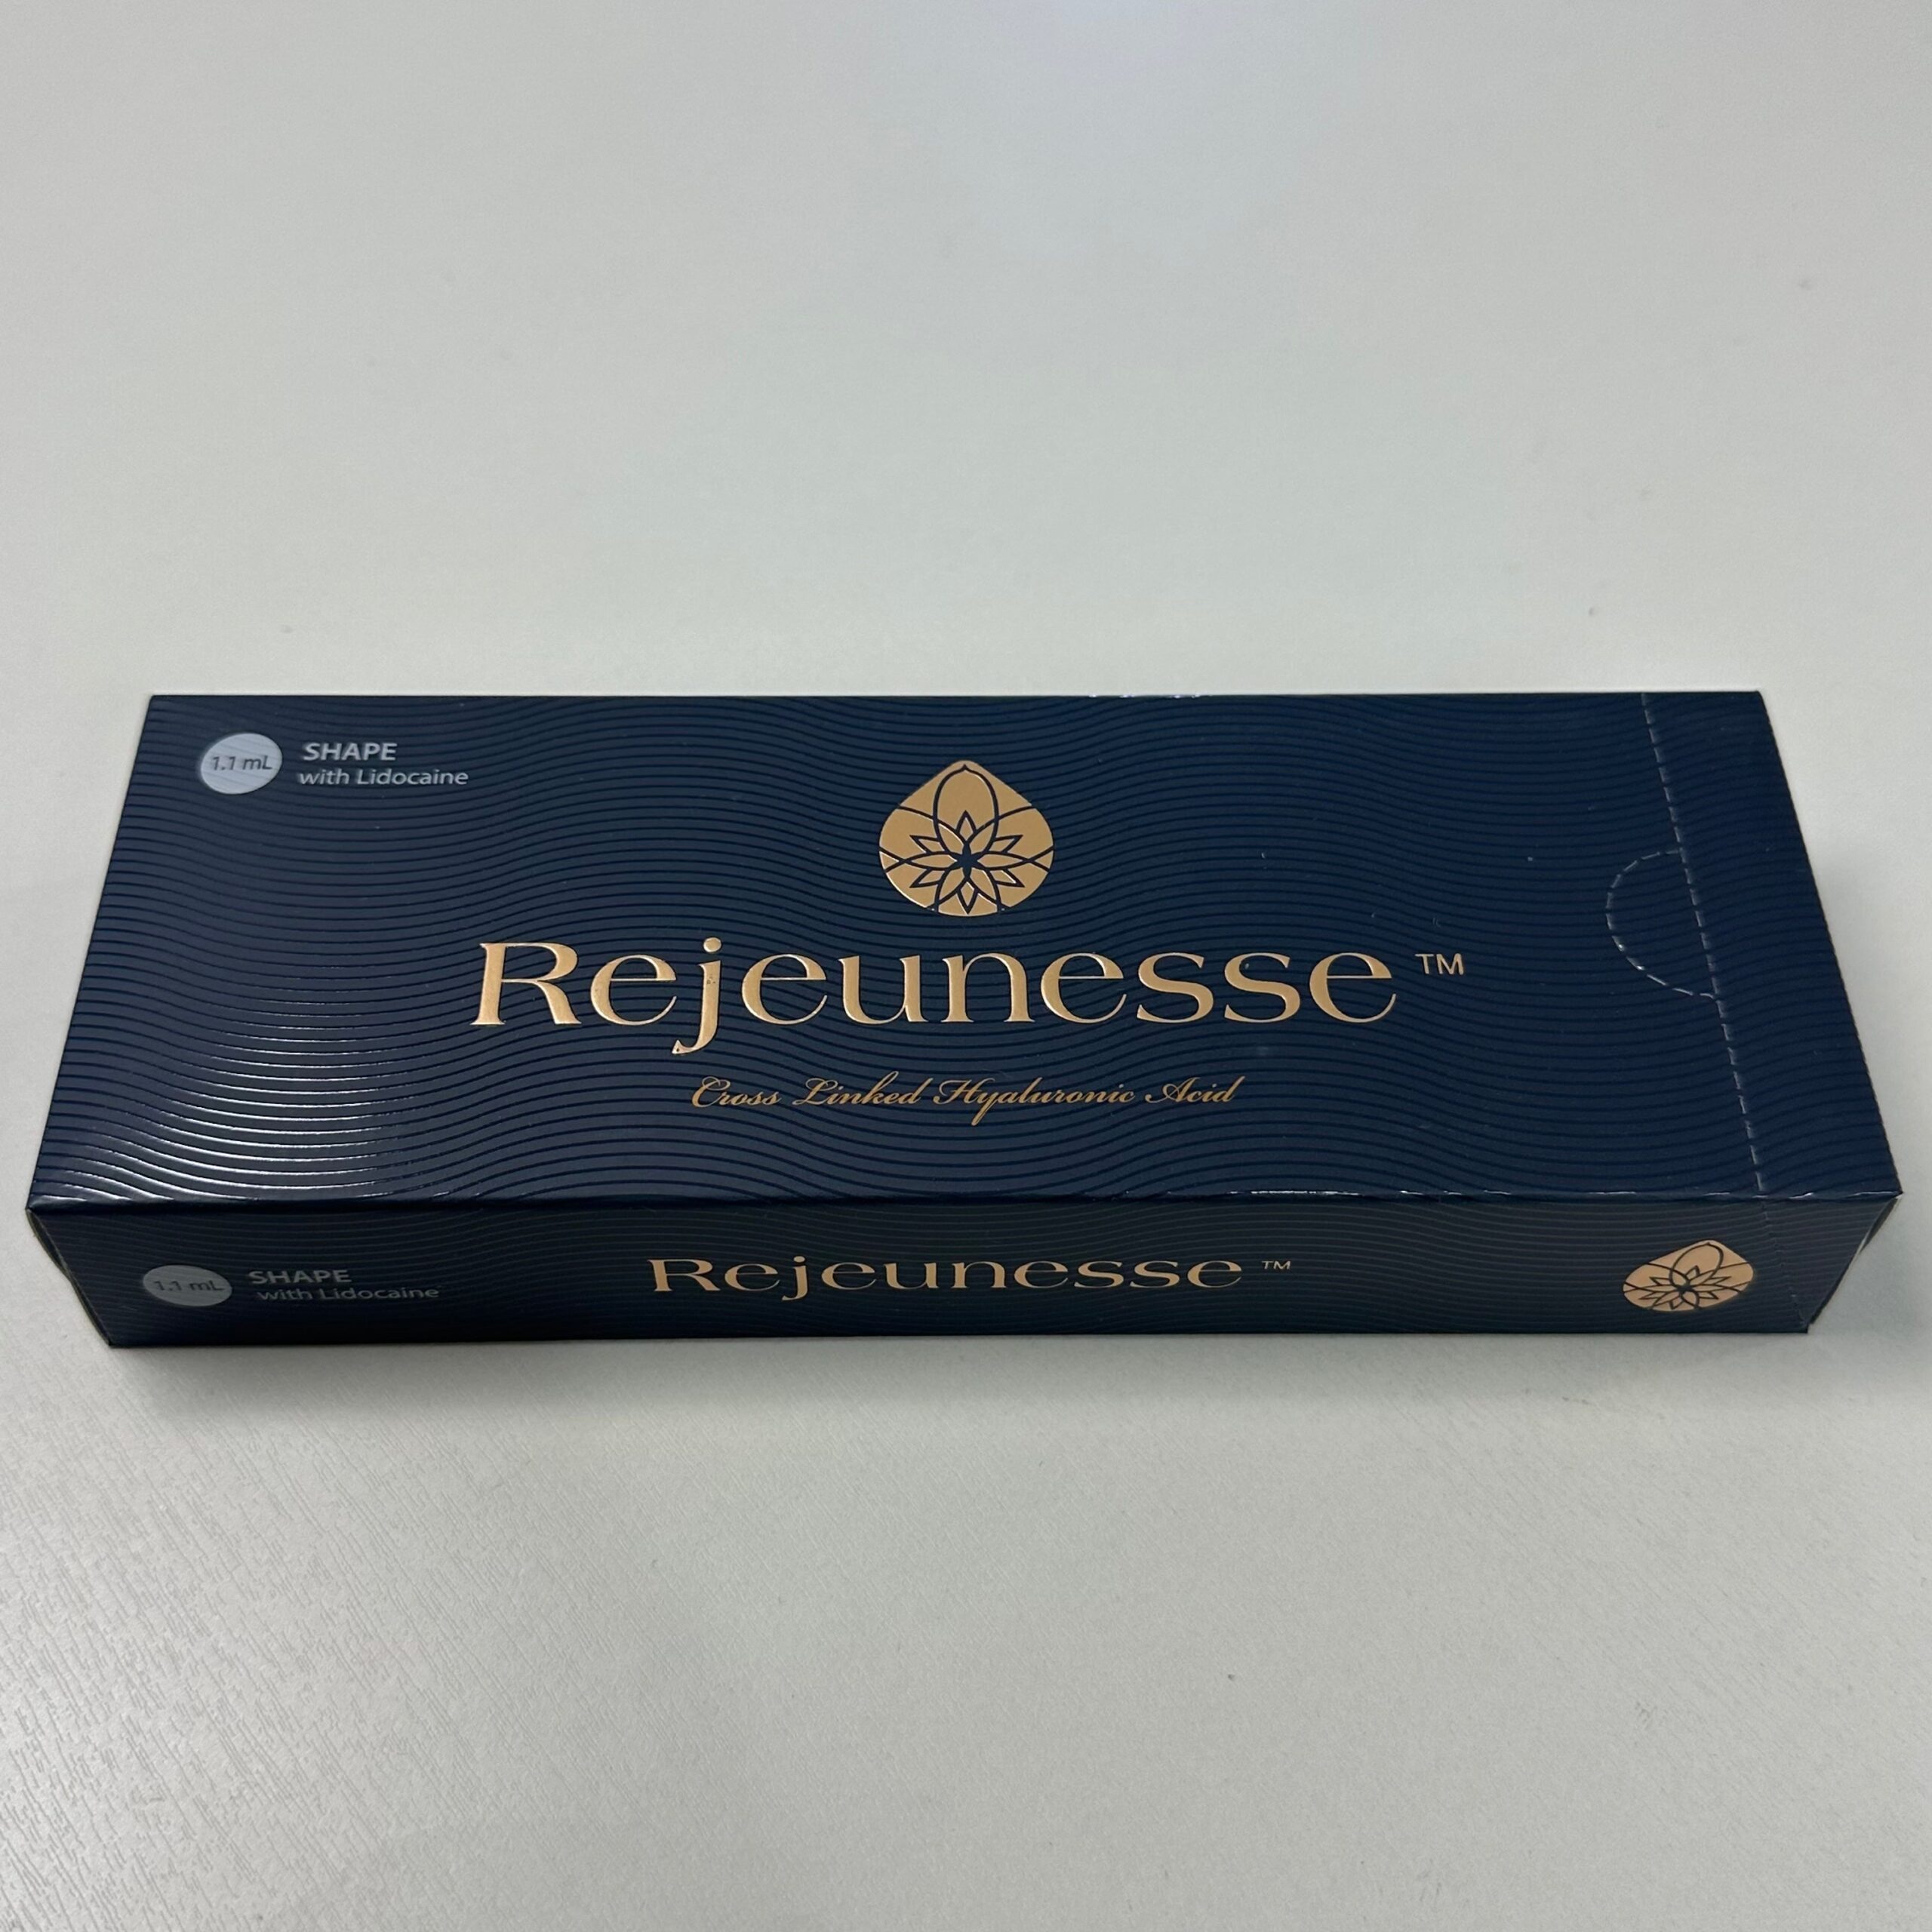 1.1 mL
SHAPE
with Lidocaine
Rejeunesse™
Cross Linked Hyaluronic Acid
1.1 mL
SHAPE
with Lidocaine
Rejeunesse™